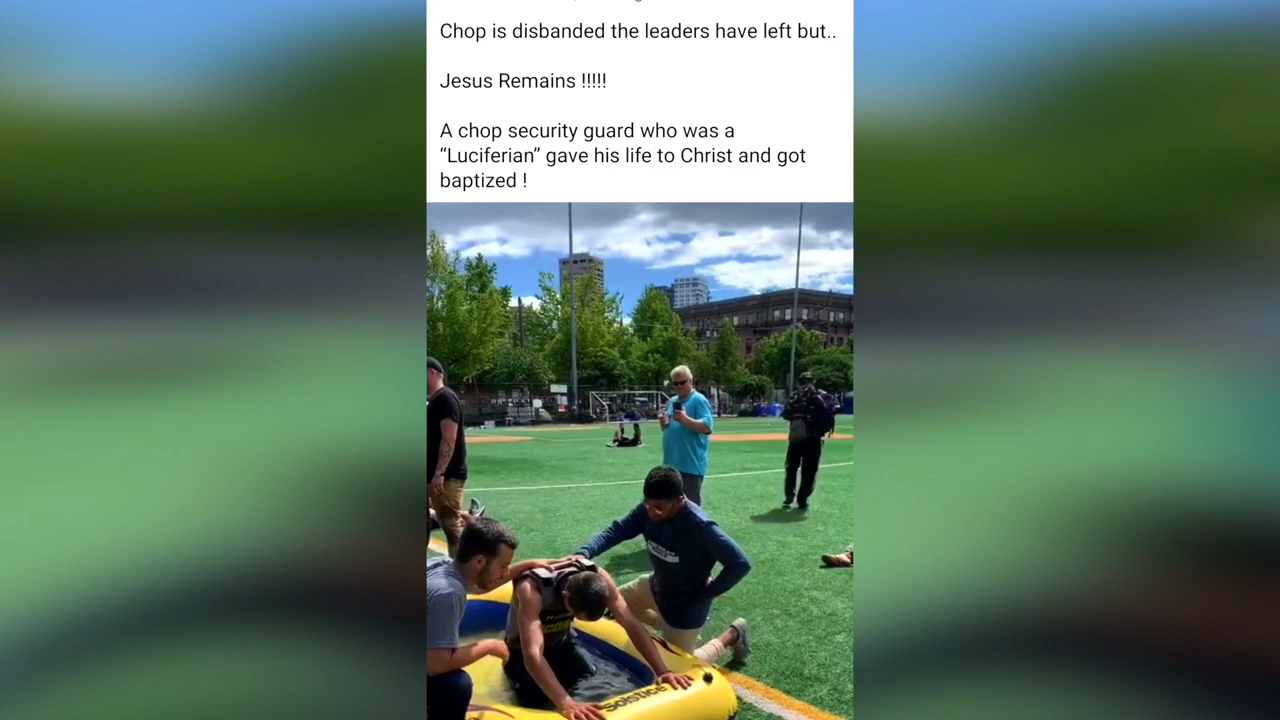 Chop is disbanded the leaders have left but..
Jesus Remains !!!!!
A chop security guard who was a
“Luciferian” gave his life to Christ and got
baptized !
Solstice